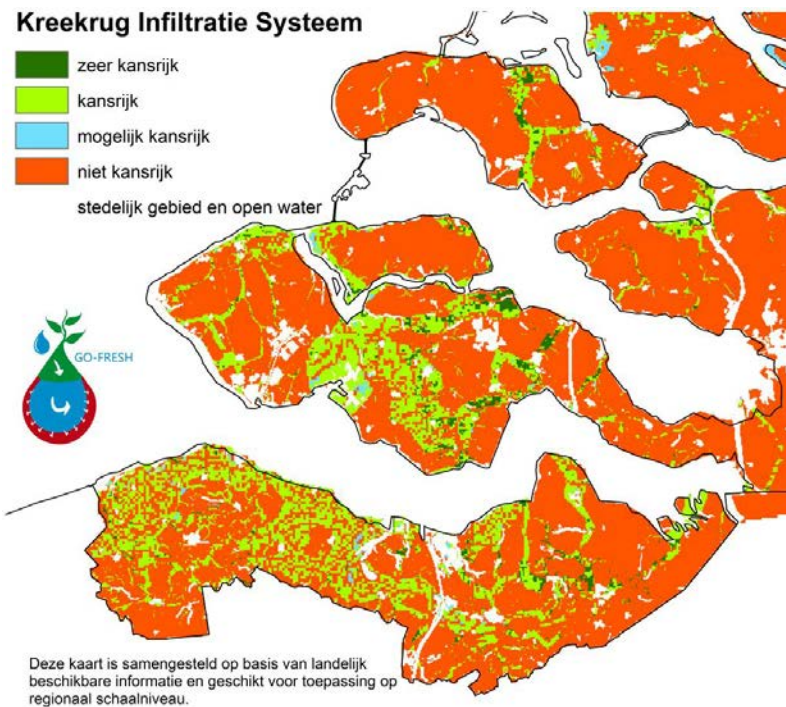 Kreekrug Infiltratie Systeem
zeer kansrijk
kansrijk
mogelijk kansrijk
niet kansrijk
stedelijk gebied en open water
GO-FRESH
Deze kaart is samengesteld op basis van landelijk
beschikbare informatie en geschikt voor toepassing op
regionaal schaalniveau.